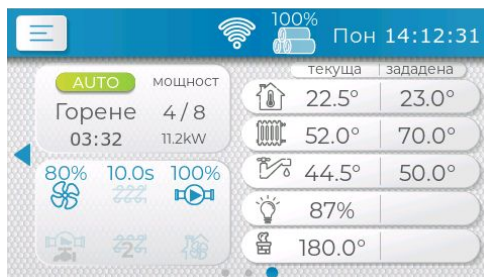 100%
Пон 14:12:31
текуща зададена
AUTO мощност
Горене 4/8
03:32 11.2kW
22.5° 23.0°
52.0° 70.0°
44.5° 50.0°
87%
180.0°
80% 10.0s 100%
2